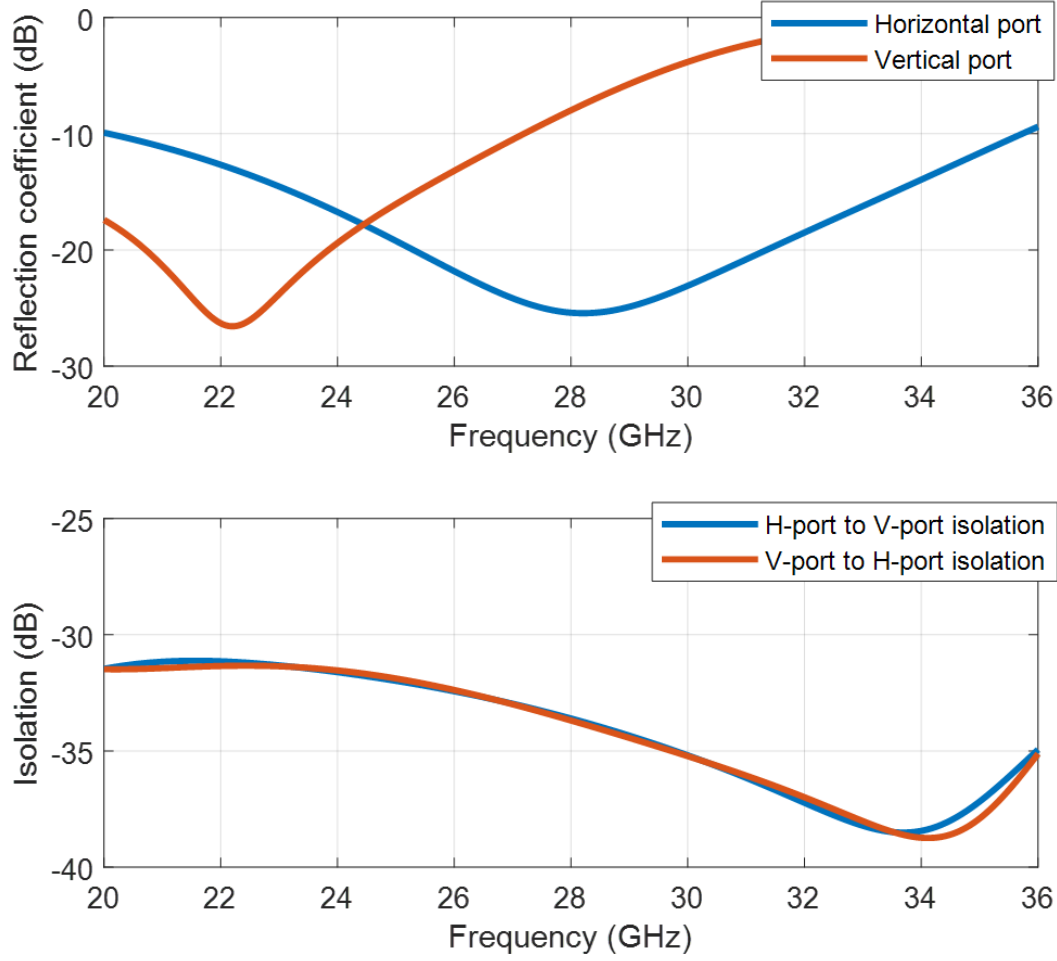 Horizontal port
Vertical port
Reflection coefficient (dB)
0
-10
-20
-30
20 22 24 26 28 30 32 34 36
Frequency (GHz)
H-port to V-port isolation
V-port to H-port isolation
Isolation (dB)
-25
-30
-35
-40
20 22 24 26 28 30 32 34 36
Frequency (GHz)